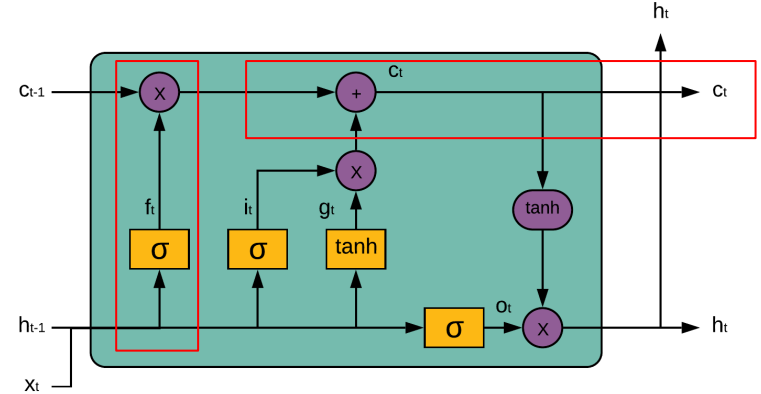 hₜ
cₜ
cₜ₋₁
X
+
cₜ
X
fₜ
iₜ
gₜ
tanh
σ
σ
tanh
oₜ
hₜ₋₁
σ
X
hₜ
xₜ